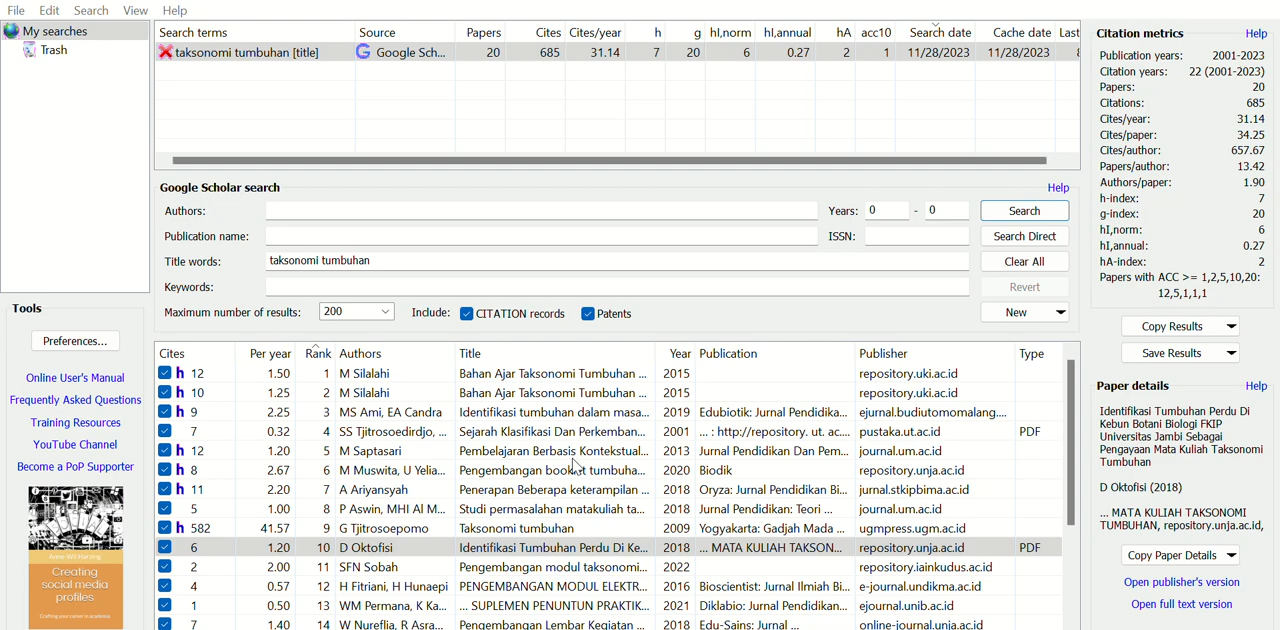 File Edit Search View Help
My searches
Trash
Search terms Source Papers Cites Cites/year h g hI,norm hI,annual hA acc10 Search date Cache date Last
taksonomi tumbuhan [title] Google Sch... 20 685 31.14 7 20 6 0.27 2 1 11/28/2023 11/28/2023
Google Scholar search Help
Authors: Years: 0 - 0 Search
Publication name: ISSN: Search Direct
Title words: taksonomi tumbuhan Clear All
Keywords: Revert
Maximum number of results: 200 Include: CITATION records Patents New
Cites Per year Rank Authors Title Year Publication Publisher Type
h 12 1.50 1 M Silalahi Bahan Ajar Taksonomi Tumbuhan ... 2015 repository.uki.ac.id
h 10 1.25 2 M Silalahi Bahan Ajar Taksonomi Tumbuhan ... 2015 repository.uki.ac.id
h 9 2.25 3 MS Ami, EA Candra Identifikasi tumbuhan dalam masa... 2019 Edubiotik: Jurnal Pendidika... ejurnal.budiutomomalang....
7 0.32 4 SS Tjitrosoedirdjo, ... Sejarah Klasifikasi Dan Perkemban... 2001 ... : http://repository. ut. ac.... pustaka.ut.ac.id PDF
h 12 1.20 5 M Saptasari Pembelajaran Berbasis Kontekstual... 2013 Jurnal Pendidikan Dan Pem... journal.um.ac.id
h 8 2.67 6 M Muswita, U Yelia... Pengembangan booklet tumbuha... 2020 Biodik repository.unja.ac.id
h 11 2.20 7 A Ariyansyah Penerapan Beberapa keterampilan ... 2018 Oryza: Jurnal Pendidikan Bi... jurnal.stkipbima.ac.id
5 1.00 8 P Aswin, MHI Al M... Studi permasalahan matakuliah ta... 2018 Jurnal Pendidikan: Teori ... journal.um.ac.id
h 582 41.57 9 G Tjitrosoepomo Taksonomi tumbuhan 2009 Yogyakarta: Gadjah Mada ... ugmpress.ugm.ac.id
6 1.20 10 D Oktofisi Identifikasi Tumbuhan Perdu Di Ke... 2018 ... MATA KULIAH TAKSON... repository.unja.ac.id PDF
2 2.00 11 SFN Sobah Pengembangan modul taksonomi... 2022 repository.iainkudus.ac.id
4 0.57 12 H Fitriani, H Hunaepi PENGEMBANGAN MODUL ELEKTR... 2016 Bioscientist: Jurnal Ilmiah Bi... e-journal.undikma.ac.id
1 0.50 13 WM Permana, K Ka... ... SUPLEMEN PENUNTUN PRAKTIK... 2021 Diklabio: Jurnal Pendidikan... ejournal.unib.ac.id
7 1.40 14 W Nureflia, R Asra... Pengembangan Lembar Kegiatan ... 2018 Edu-Sains: Jurnal ... online-journal.unja.ac.id
Tools
Preferences...
Online User's Manual
Frequently Asked Questions
Training Resources
YouTube Channel
Become a PoP Supporter
Anne-Wil Harzing
Creating
social media
profiles
Crafting your career in academia
Citation metrics Help
Publication years: 2001-2023
Citation years: 22 (2001-2023)
Papers: 20
Citations: 685
Cites/year: 31.14
Cites/paper: 34.25
Cites/author: 657.67
Papers/author: 13.42
Authors/paper: 1.90
h-index: 7
g-index: 20
hI,norm: 6
hI,annual: 0.27
hA-index: 2
Papers with ACC >= 1,2,5,10,20:
12,5,1,1,1
Copy Results
Save Results
Paper details Help
Identifikasi Tumbuhan Perdu Di
Kebun Botani Biologi FKIP
Universitas Jambi Sebagai
Pengayaan Mata Kuliah Taksonomi
Tumbuhan
D Oktofisi (2018)
... MATA KULIAH TAKSONOMI
TUMBUHAN, repository.unja.ac.id,
Copy Paper Details
Open publisher's version
Open full text version